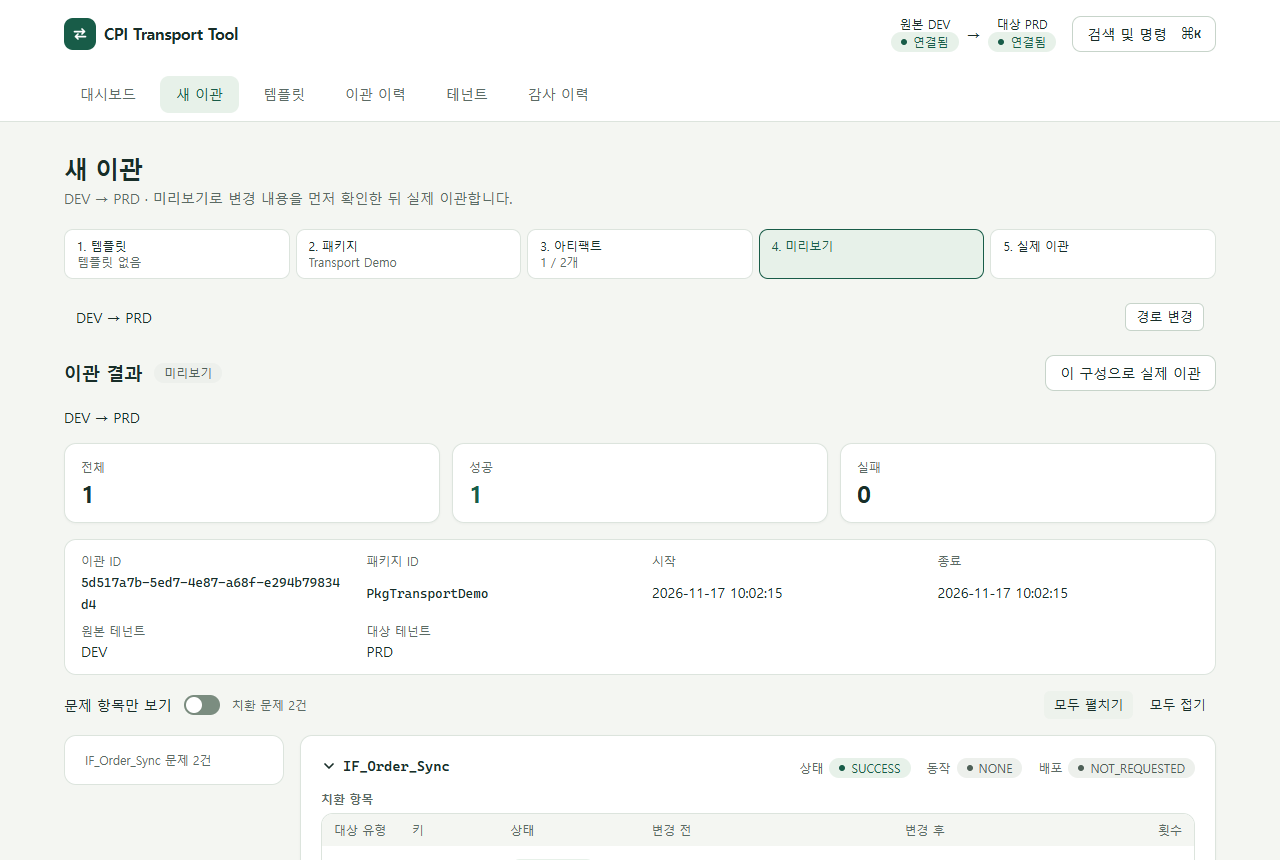 CPI Transport Tool
원본 DEV
연결됨
→
대상 PRD
연결됨
검색 및 명령 ⌘K
대시보드
새 이관
템플릿
이관 이력
테넌트
감사 이력
새 이관
DEV → PRD · 미리보기로 변경 내용을 먼저 확인한 뒤 실제 이관합니다.
1. 템플릿
템플릿 없음
2. 패키지
Transport Demo
3. 아티팩트
1 / 2개
4. 미리보기
5. 실제 이관
DEV → PRD
경로 변경
이관 결과
미리보기
이 구성으로 실제 이관
DEV → PRD
전체
1
성공
1
실패
0
이관 ID
5d517a7b-5ed7-4e87-a68f-e294b79834
d4
패키지 ID
PkgTransportDemo
시작
2026-11-17 10:02:15
종료
2026-11-17 10:02:15
원본 테넌트
DEV
대상 테넌트
PRD
문제 항목만 보기
치환 문제 2건
모두 펼치기
모두 접기
IF_Order_Sync 문제 2건
IF_Order_Sync
상태 SUCCESS
동작 NONE
배포 NOT_REQUESTED
치환 항목
대상 유형 키 상태 변경 전 변경 후 횟수